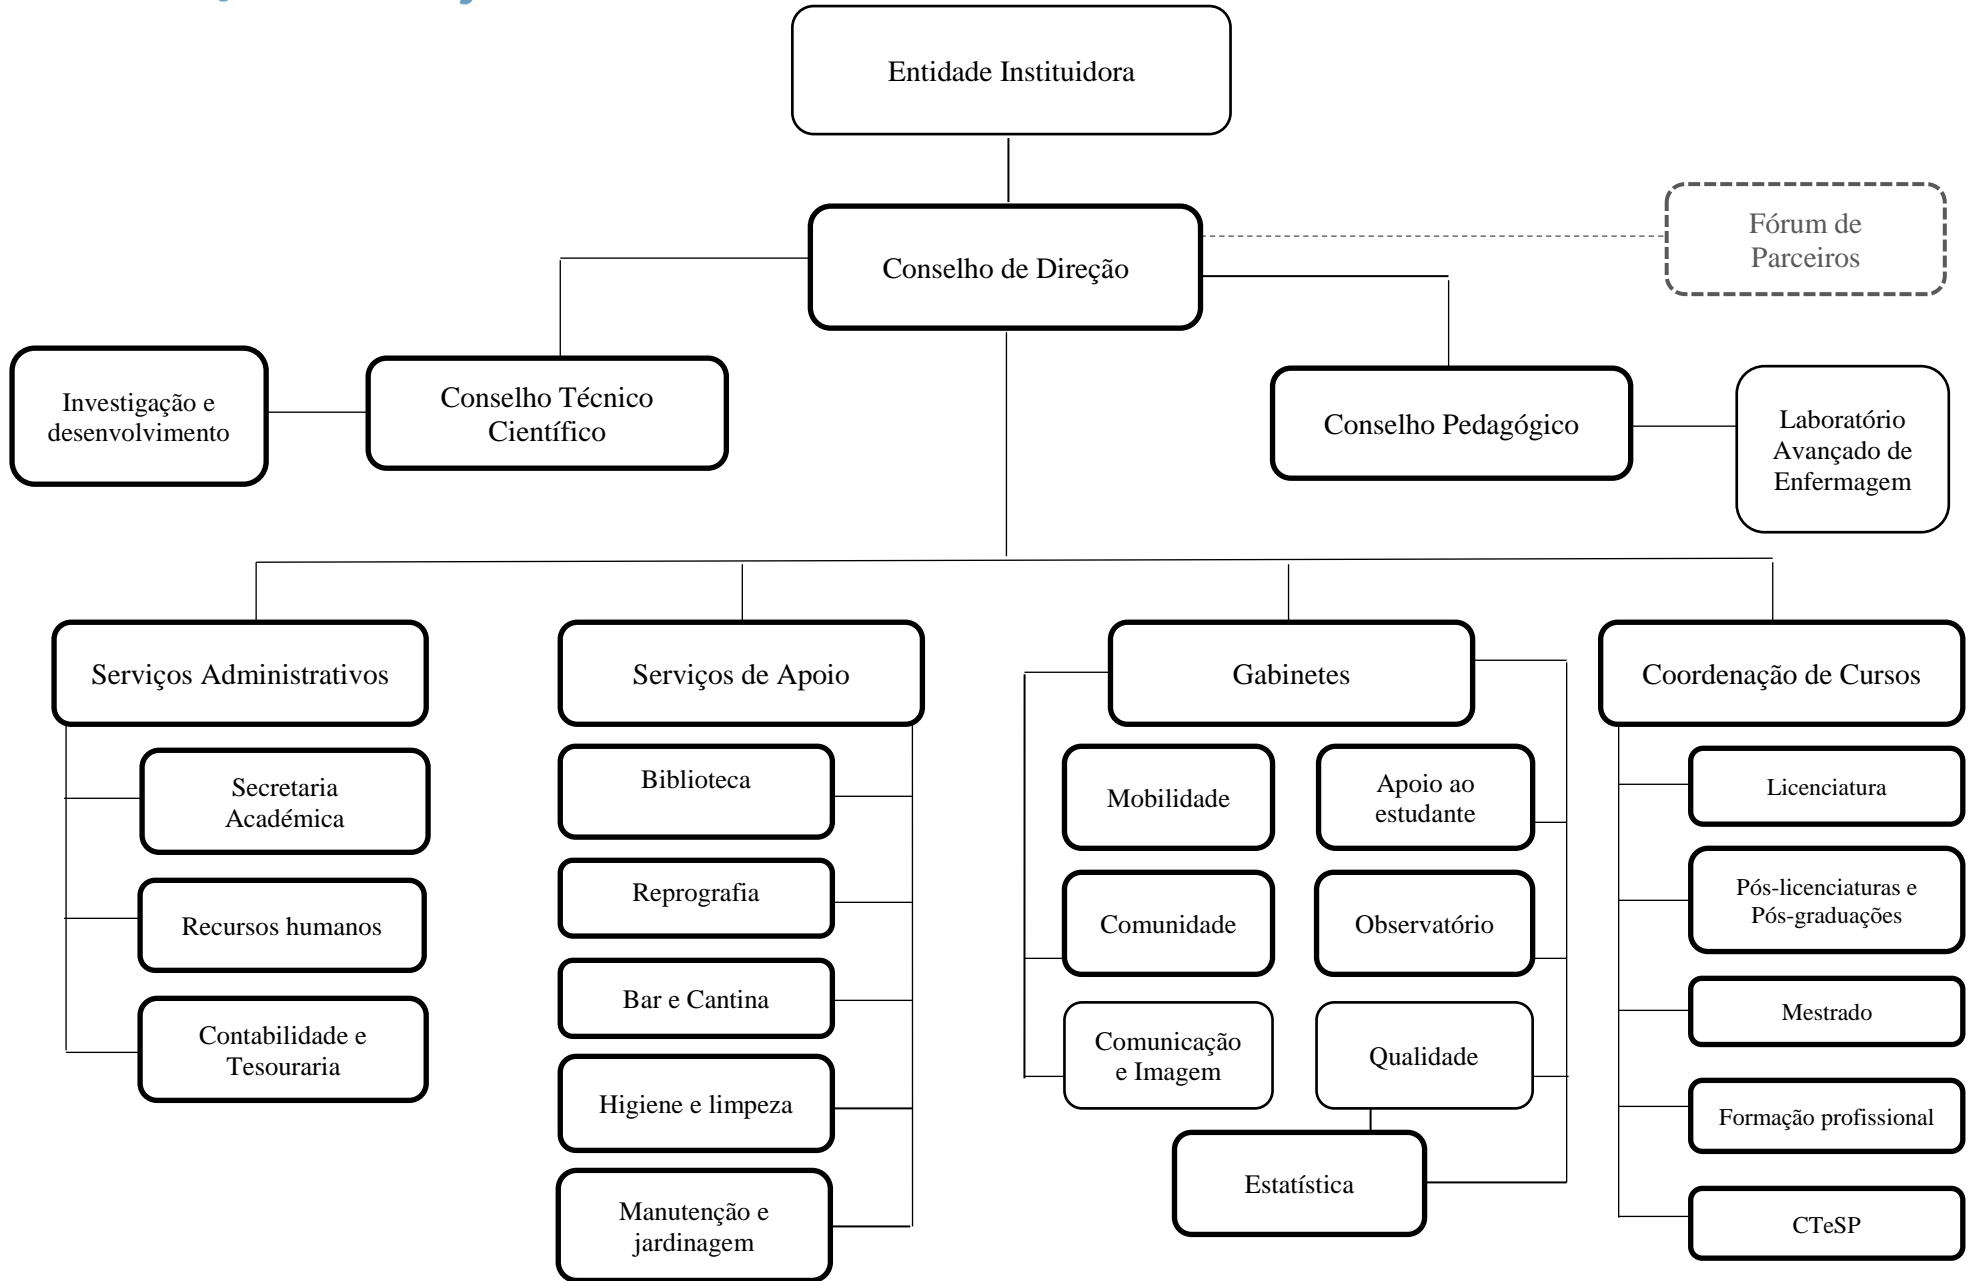 Entidade Instituidora
Fórum de
Parceiros
Conselho de Direção
Investigação e
desenvolvimento
Conselho Técnico
Científico
Conselho Pedagógico
Laboratório
Avançado de
Enfermagem
Serviços Administrativos
Serviços de Apoio
Gabinetes
Coordenação de Cursos
Secretaria
Académica
Recursos humanos
Contabilidade e
Tesouraria
Biblioteca
Reprografia
Bar e Cantina
Higiene e limpeza
Manutenção e
jardinagem
Mobilidade
Apoio ao
estudante
Comunidade
Observatório
Comunicação
e Imagem
Qualidade
Estatística
Licenciatura
Pós-licenciaturas e
Pós-graduações
Mestrado
Formação profissional
CTeSP